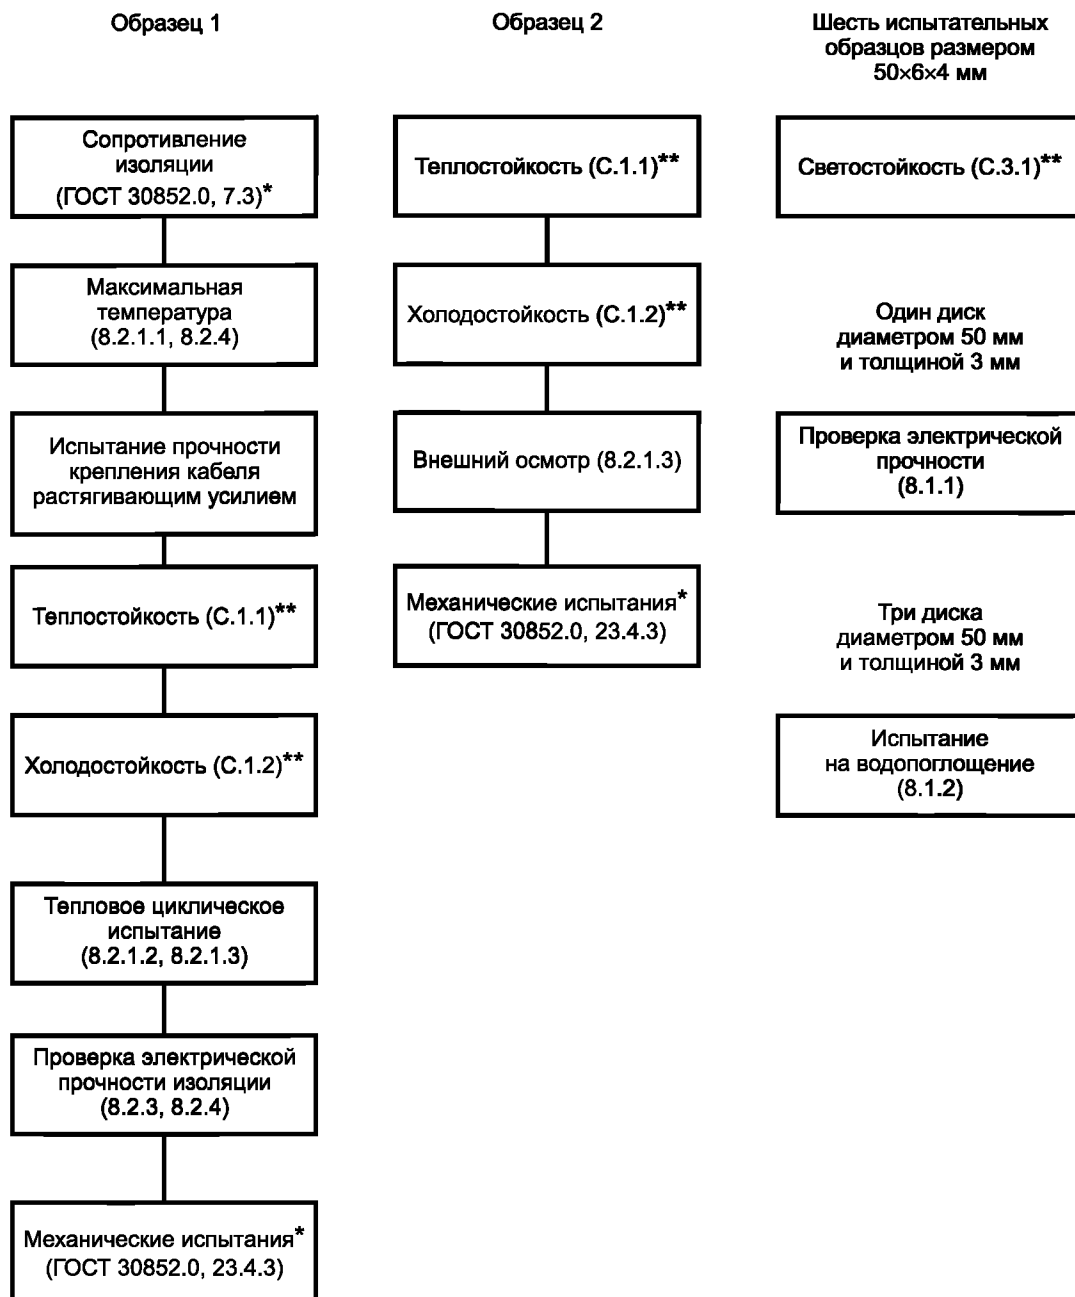 Образец 1
Сопротивление
изоляции
(ГОСТ 30852.0, 7.3)*
Максимальная
температура
(8.2.1.1, 8.2.4)
Испытание прочности
крепления кабеля
растягивающим усилием
Теплостойкость (С.1.1)**
Холодостойкость (С.1.2)**
Тепловое циклическое
испытание
(8.2.1.2, 8.2.1.3)
Проверка электрической
прочности изоляции
(8.2.3, 8.2.4)
Механические испытания*
(ГОСТ 30852.0, 23.4.3)
Образец 2
Теплостойкость (С.1.1)**
Холодостойкость (С.1.2)**
Внешний осмотр (8.2.1.3)
Механические испытания*
(ГОСТ 30852.0, 23.4.3)
Шесть испытательных
образцов размером
50×6×4 мм
Светостойкость (С.3.1)**
Один диск
диаметром 50 мм
и толщиной 3 мм
Проверка электрической
прочности
(8.1.1)
Три диска
диаметром 50 мм
и толщиной 3 мм
Испытание
на водопоглощение
(8.1.2)